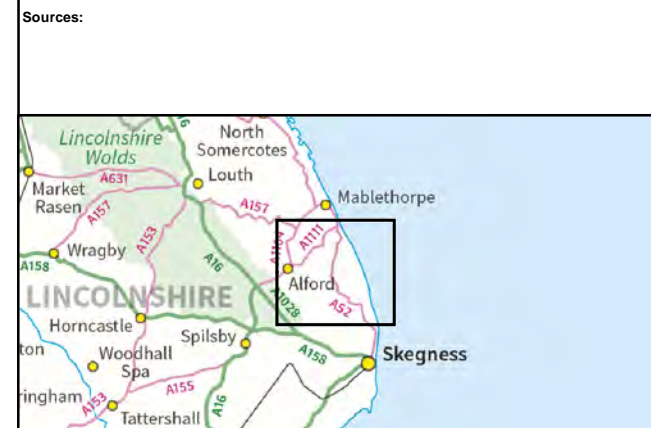 Sources:
North
Somercotes
Lincolnshire
Wolds
Louth
A631
Market
Rasen
A157
A157
Mablethorpe
A153
A1111
Wragby
A158
A16
Alford
A1028
LINCOLNSHIRE
A52
Horncastle
Spilsby
A158
Skegness
Woodhall
Spa
A155
A153
A16
Tattershall